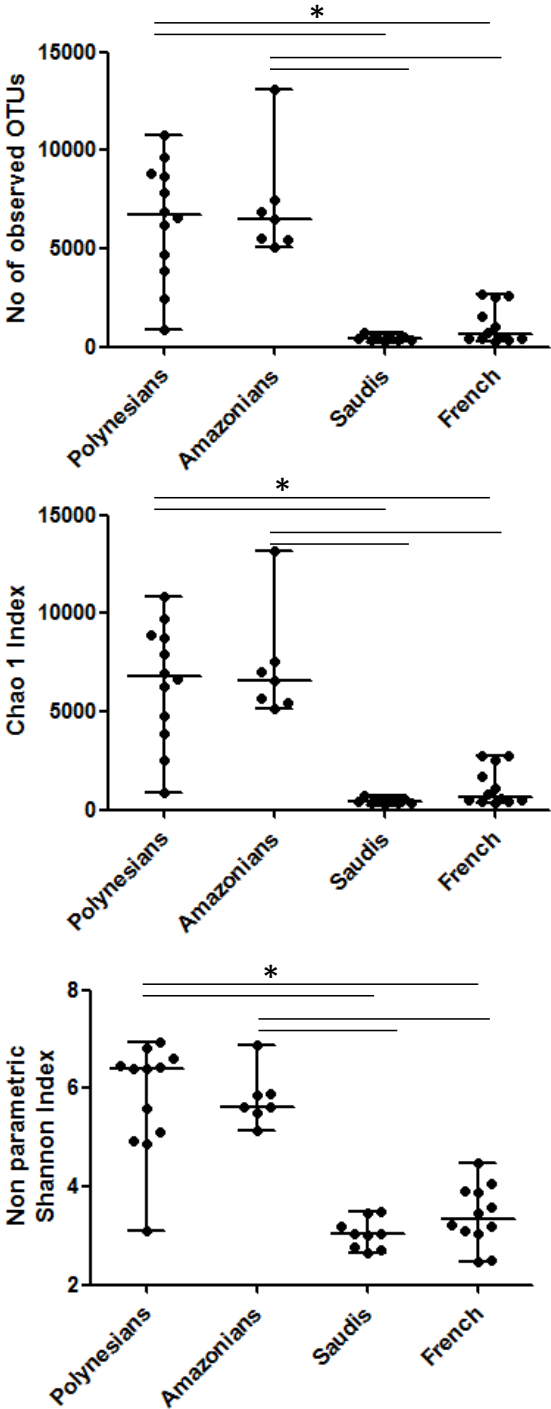 *
15000
10000
5000
0
No of observed OTUs
Polynesians
Amazonians
Saudis
French
*
15000
10000
5000
0
Chao 1 Index
Polynesians
Amazonians
Saudis
French
*
8
6
4
2
Non parametric
Shannon Index
Polynesians
Amazonians
Saudis
French